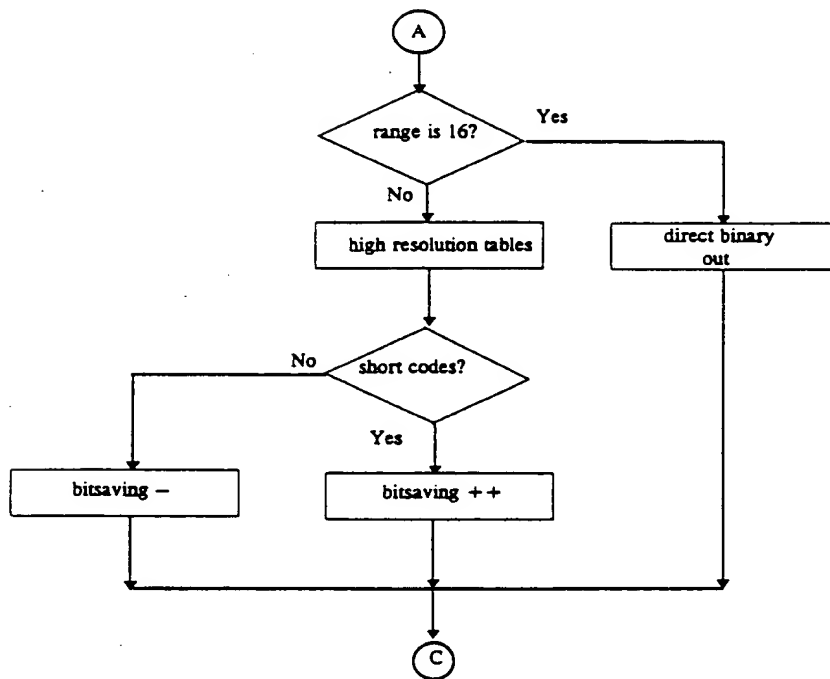 A
range is 16?
Yes
No
high resolution tables
direct binary
out
No
short codes?
Yes
bitsaving −
bitsaving ++
C